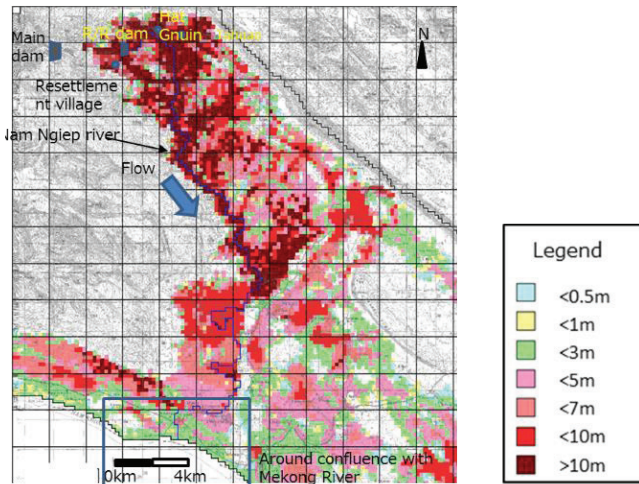 Hat
R/R dam Gnuin
Main
dam
N
Resettleme
nt village
Nam Ngiep river
Flow
0km 4km
Around confluence with
Mekong River
Legend
<0.5m
<1m
<3m
<5m
<7m
<10m
>10m